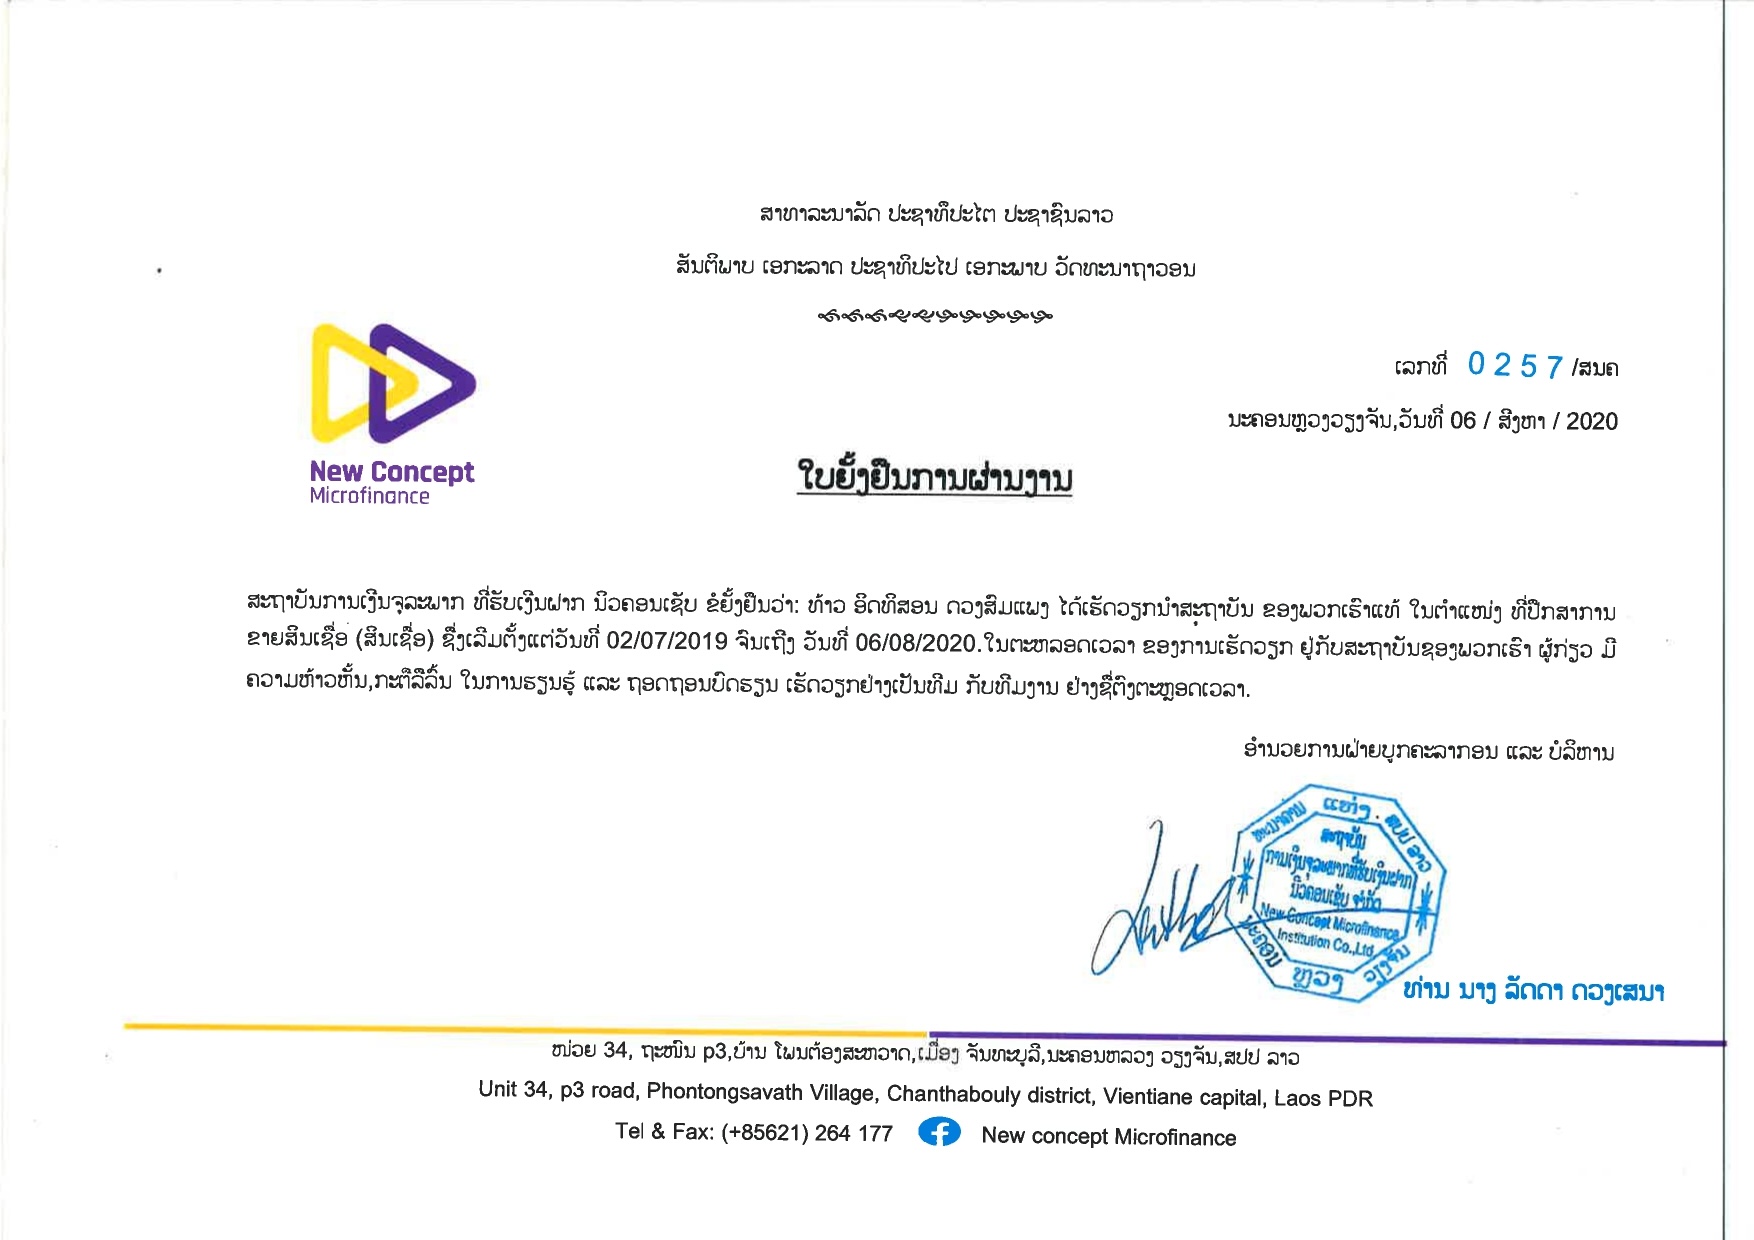 ສາທາລະນາລັດ ປະຊາທິປະໄຕ ປະຊາຊົນລາວ
ສັນຕິພາບ ເອກະລາດ ປະຊາທິປະໄປ ເອກະພາບ ວັດທະນາຖາວອນ
New Concept
Microfinance
ເລກທີ່ 0257 /ສນຄ
ນະຄອນຫຼວງວຽງຈັນ,ວັນທີ່ 06 / ສິງຫາ / 2020
ໃບຍັ້ງຢືນການຜ່ານງານ
ສະຖາບັນການເງິນຈຸລະພາກ ທີ່ຮັບເງິນຝາກ ນິວຄອນເຊັບ ຂໍຍັ້ງຢືນວ່າ: ທ້າວ ອິດທິສອນ ດວງສົມແພງ ໄດ້ເຮັດວຽກນຳສະຖາບັນ ຂອງພວກເຮົາແທ້ ໃນຕຳແໜ່ງ ທີ່ປຶກສາການ
ຂາຍສິນເຊື່ອ (ສິນເຊື່ອ) ຊຶ່ງເລີ່ມຕັ້ງແຕ່ວັນທີ່ 02/07/2019 ຈົນເຖິງ ວັນທີ່ 06/08/2020.ໃນຕະຫລອດເວລາ ຂອງການເຮັດວຽກ ຢູ່ກັບສະຖາບັນຊອງພວກເຮົາ ຜູ້ກ່ຽວ ມີ
ຄວາມຫ້າວຫັນ,ກະຕືລືລົ້ນ ໃນການຮຽນຮູ້ ແລະ ຖອດຖອນບົດຮຽນ ເຮັດວຽກຢ່າງເປັນທີມ ກັບທີມງານ ຢ່າງຊື່ຕົງຕະຫຼອດເວລາ.
ອຳນວຍການຝ່າຍບຸກຄະລາກອນ ແລະ ບໍລິຫານ
ທະນາຄານ ແຫ່ງ . ສປປ ລາວ
ສະຖາບັນ
ການເງິນຈຸລະພາກທີ່ຮັບເງິນຝາກ
ນິວຄອນເຊັບ ຈຳກັດ
New Concept Microfinance
Institution Co.,Ltd
ນະຄອນ ຫຼວງ ວຽງຈັນ
ທ່ານ ນາງ ລັດດາ ດວງເສນາ
ໜ່ວຍ 34, ຖະໜົນ p3,ບ້ານ ໂພນຕ້ອງສະຫວາດ,ເມືອງ ຈັນທະບຸລີ,ນະຄອນຫລວງ ວຽງຈັນ,ສປປ ລາວ
Unit 34, p3 road, Phontongsavath Village, Chanthabouly district, Vientiane capital, Laos PDR
Tel & Fax: (+85621) 264 177 New concept Microfinance